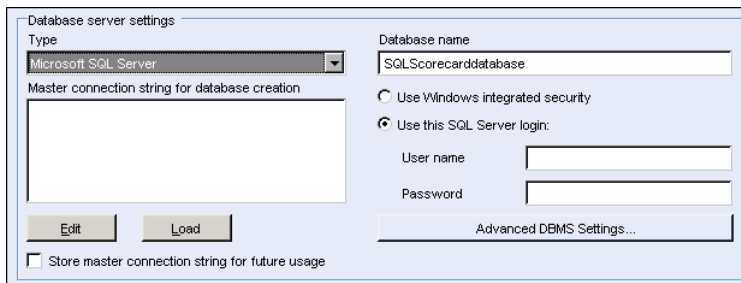 Database server settings
Type
Microsoft SQL Server
Master connection string for database creation
Edit
Load
Store master connection string for future usage
Database name
SQLScorecarddatabase
Use Windows integrated security
Use this SQL Server login:
User name
Password
Advanced DBMS Settings...